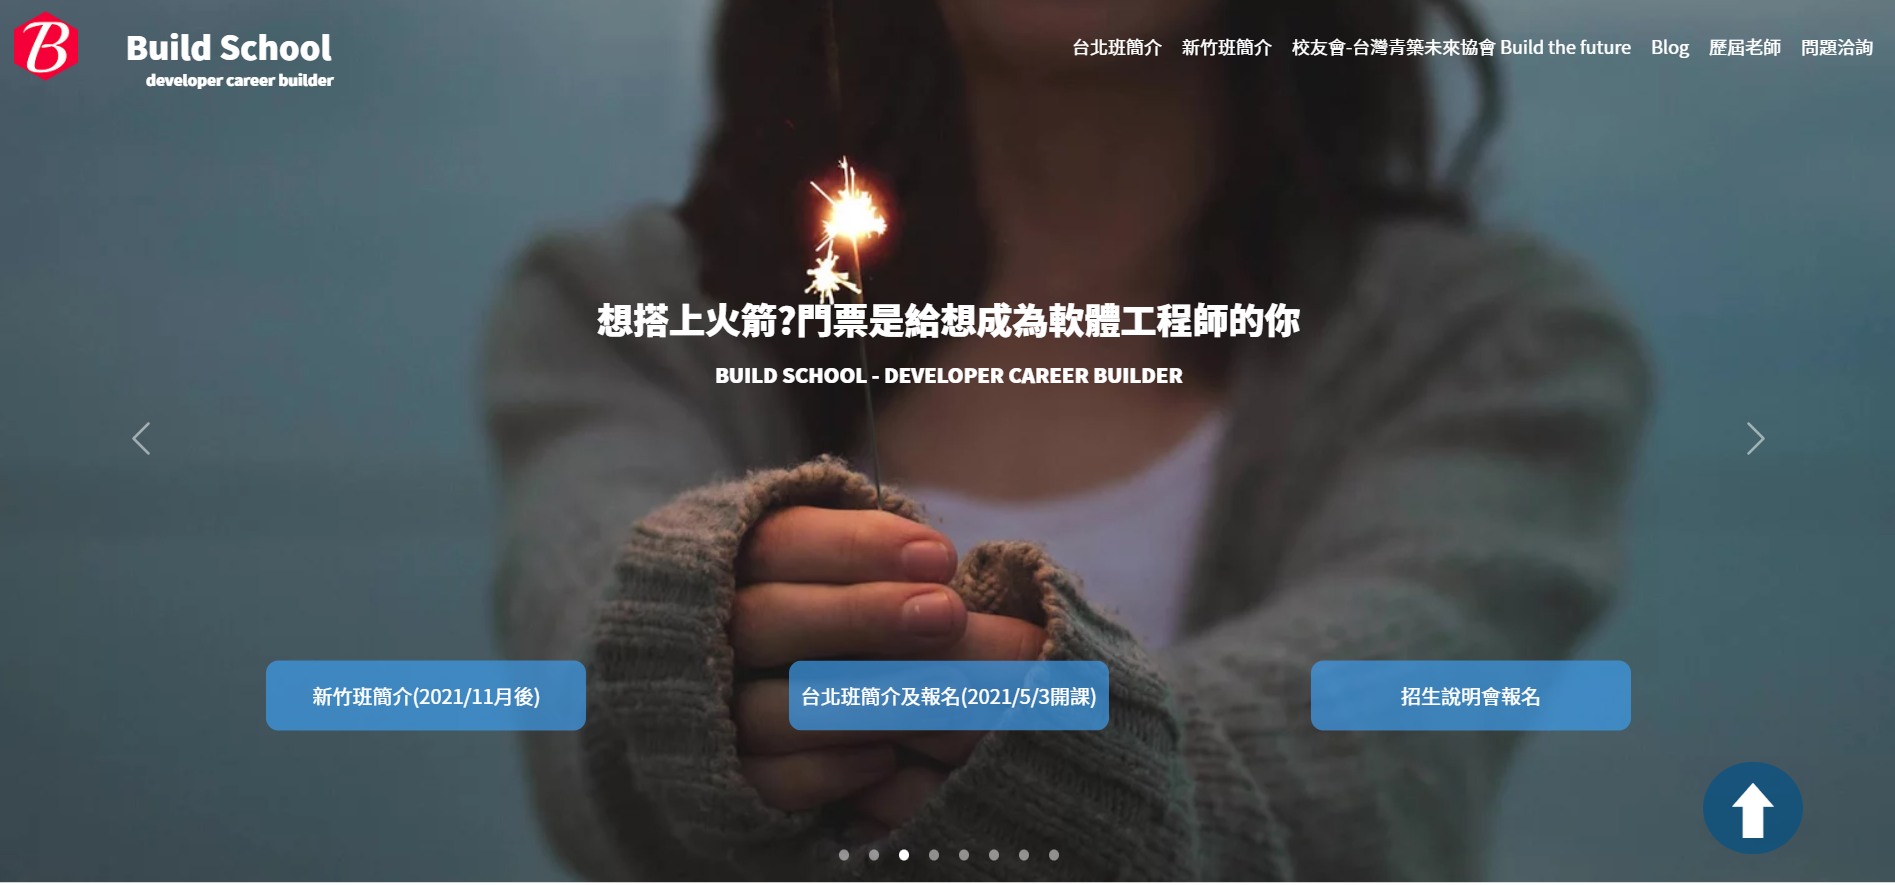 B
Build School
developer career builder
台北班簡介 新竹班簡介 校友會-台灣青築未來協會 Build the future Blog 歷屆老師 問題洽詢
想搭上火箭?門票是給想成為軟體工程師的你
BUILD SCHOOL - DEVELOPER CAREER BUILDER
新竹班簡介(2021/11月後) 台北班簡介及報名(2021/5/3開課) 招生說明會報名